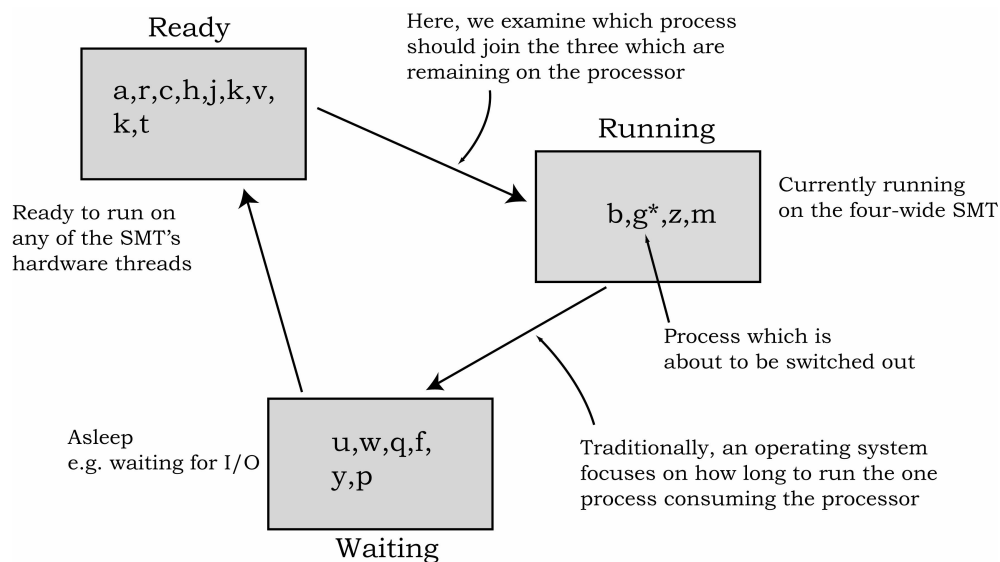 Ready
a,r,c,h,j,k,v,
k,t
Here, we examine which process
should join the three which are
remaining on the processor
Running
b,g*,z,m
Currently running
on the four-wide SMT
Ready to run on
any of the SMT's
hardware threads
Process which is
about to be switched out
Asleep
e.g. waiting for I/O
u,w,q,f,
y,p
Waiting
Traditionally, an operating system
focuses on how long to run the one
process consuming the processor